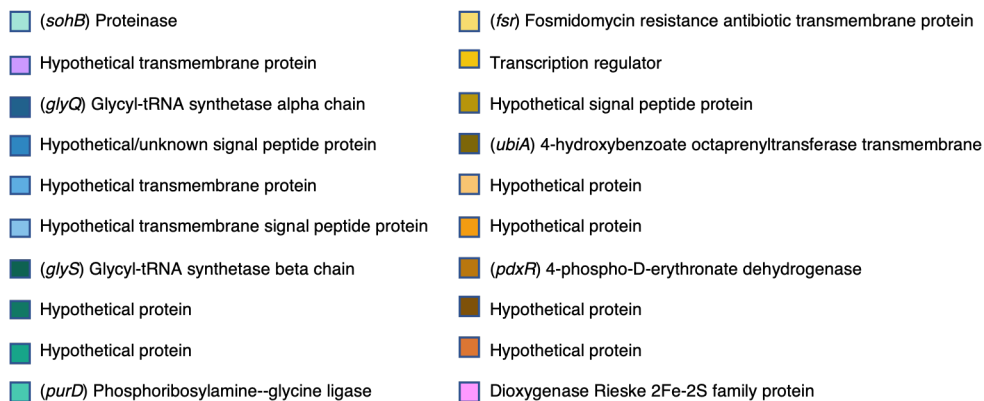 (sohB) Proteinase
Hypothetical transmembrane protein
(glyQ) Glycyl-tRNA synthetase alpha chain
Hypothetical/unknown signal peptide protein
Hypothetical transmembrane protein
Hypothetical transmembrane signal peptide protein
(glyS) Glycyl-tRNA synthetase beta chain
Hypothetical protein
Hypothetical protein
(purD) Phosphoribosylamine--glycine ligase
(fsr) Fosmidomycin resistance antibiotic transmembrane protein
Transcription regulator
Hypothetical signal peptide protein
(ubiA) 4-hydroxybenzoate octaprenyltransferase transmembrane
Hypothetical protein
Hypothetical protein
(pdxR) 4-phospho-D-erythronate dehydrogenase
Hypothetical protein
Hypothetical protein
Dioxygenase Rieske 2Fe-2S family protein